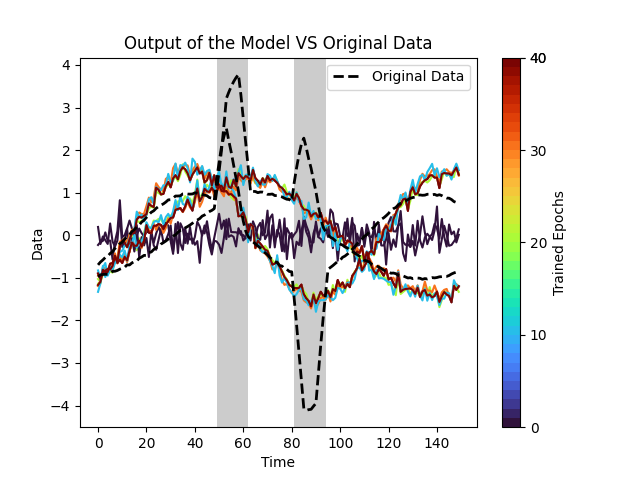 Output of the Model VS Original Data
Original Data
Data
4
3
2
1
0
−1
−2
−3
−4
0 20 40 60 80 100 120 140
Time
40
30
20
10
0
Trained Epochs